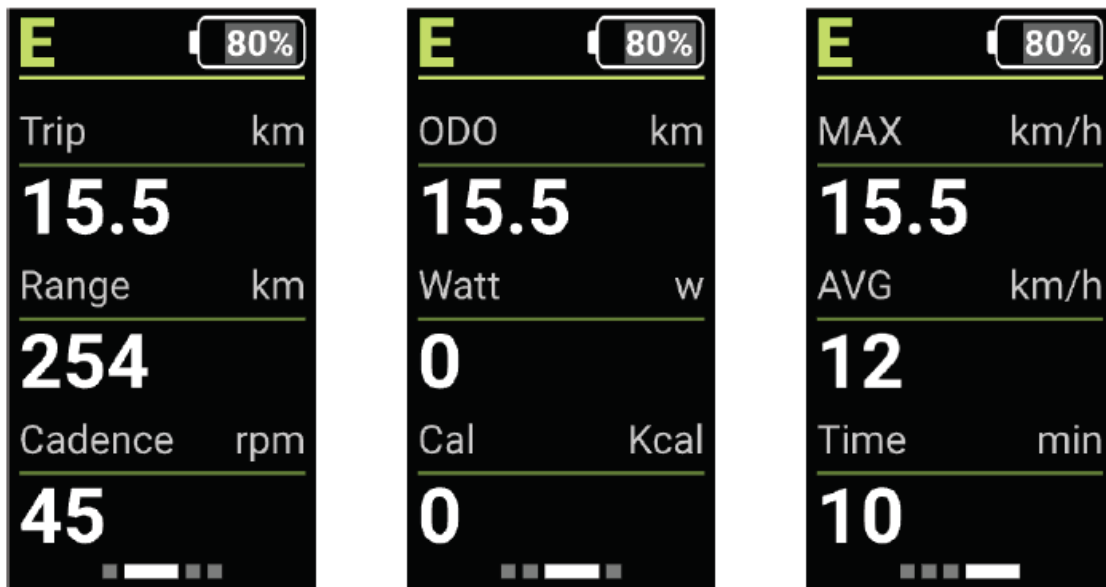 E 80%
Trip km
15.5
Range km
254
Cadence rpm
45
E 80%
ODO km
15.5
Watt w
0
Cal Kcal
0
E 80%
MAX km/h
15.5
AVG km/h
12
Time min
10